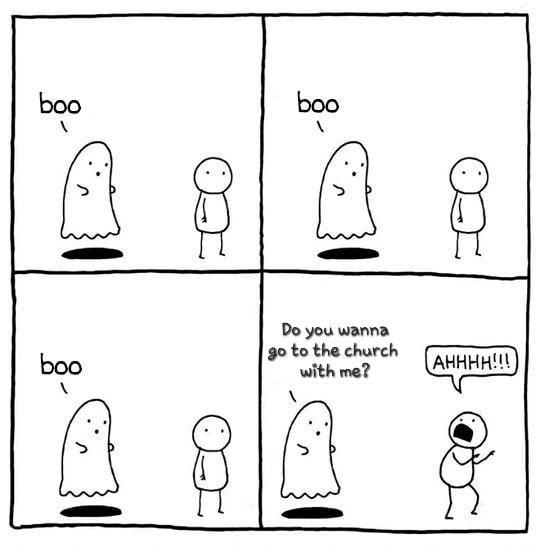 boo
boo
boo
Do you wanna
go to the church
with me?
AHHHH!!!